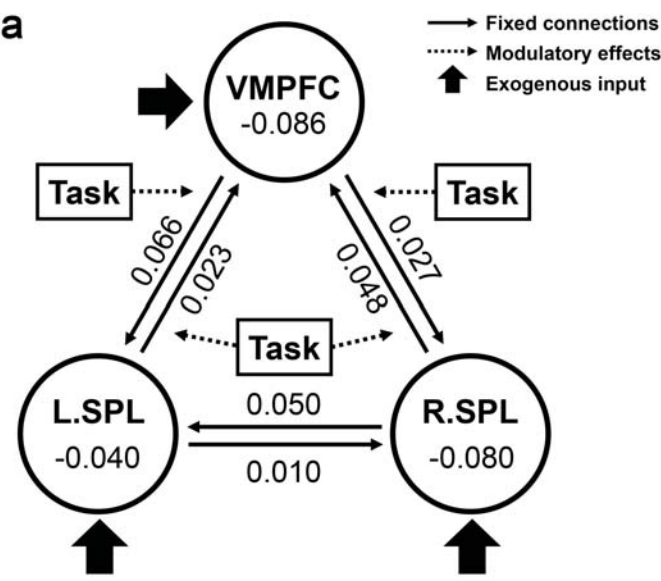 a
Fixed connections
Modulatory effects
Exogenous input
VMPFC
-0.086
Task
Task
0.066
0.023
0.048
0.027
Task
L.SPL
-0.040
0.050
0.010
R.SPL
-0.080